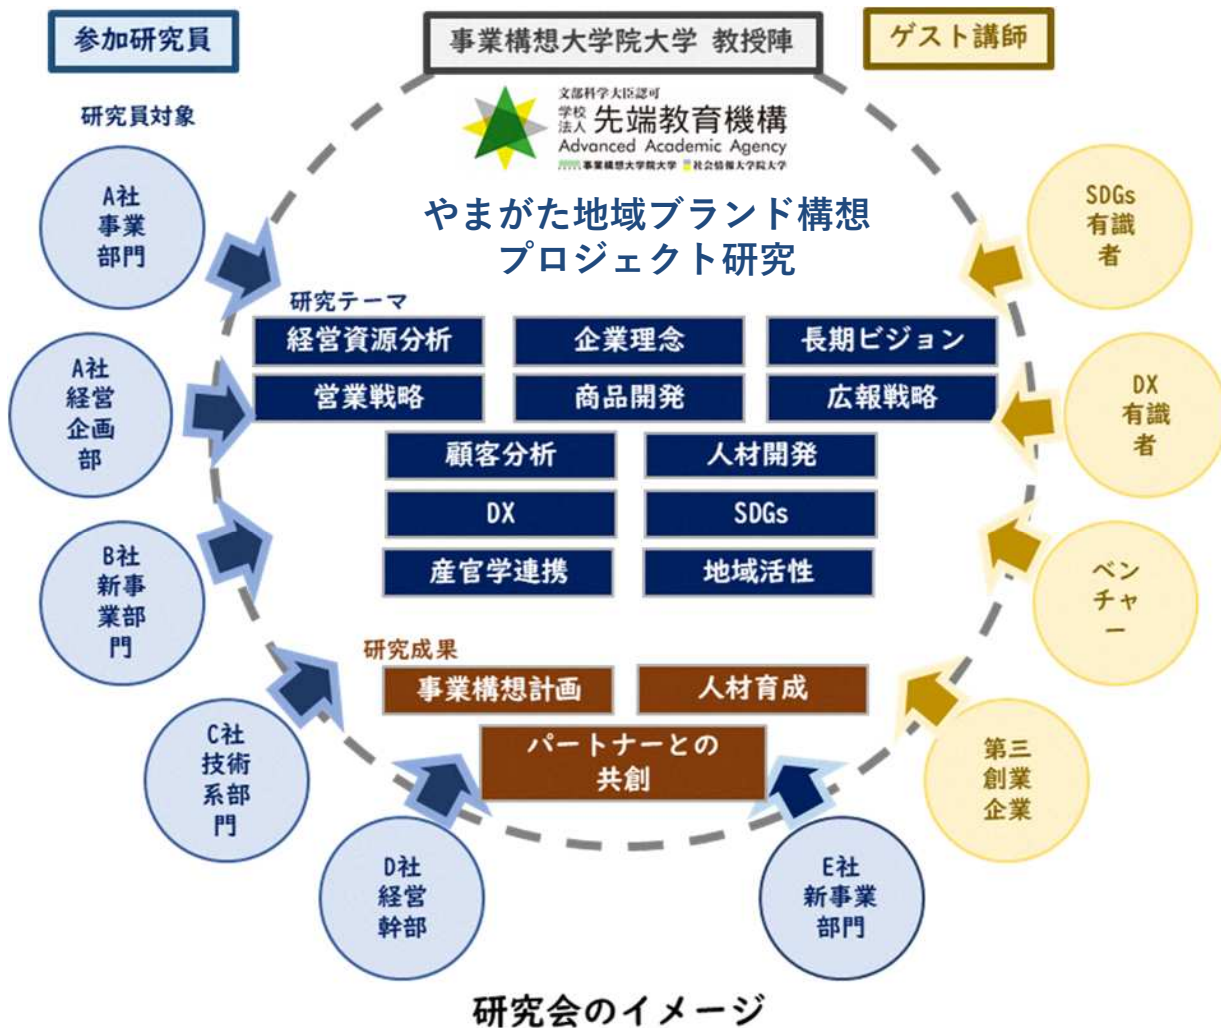 参加研究員
事業構想大学院大学 教授陣
ゲスト講師
文部科学大臣認可
学校法人 先端教育機構
Advanced Academic Agency
事業構想大学院大学 社会情報大学院大学
やまがた地域ブランド構想
プロジェクト研究
研究員対象
A社
事業
部門
A社
経営
企画
部
B社
新事
業部
門
C社
技術
系部
門
D社
経営
幹部
E社
新事業
部門
SDGs
有識
者
DX
有識
者
ベン
チャ
ー
第三
創業
企業
研究テーマ
経営資源分析
企業理念
長期ビジョン
営業戦略
商品開発
広報戦略
顧客分析
人材開発
DX
SDGs
産官学連携
地域活性
研究成果
事業構想計画
人材育成
パートナーとの
共創
研究会のイメージ